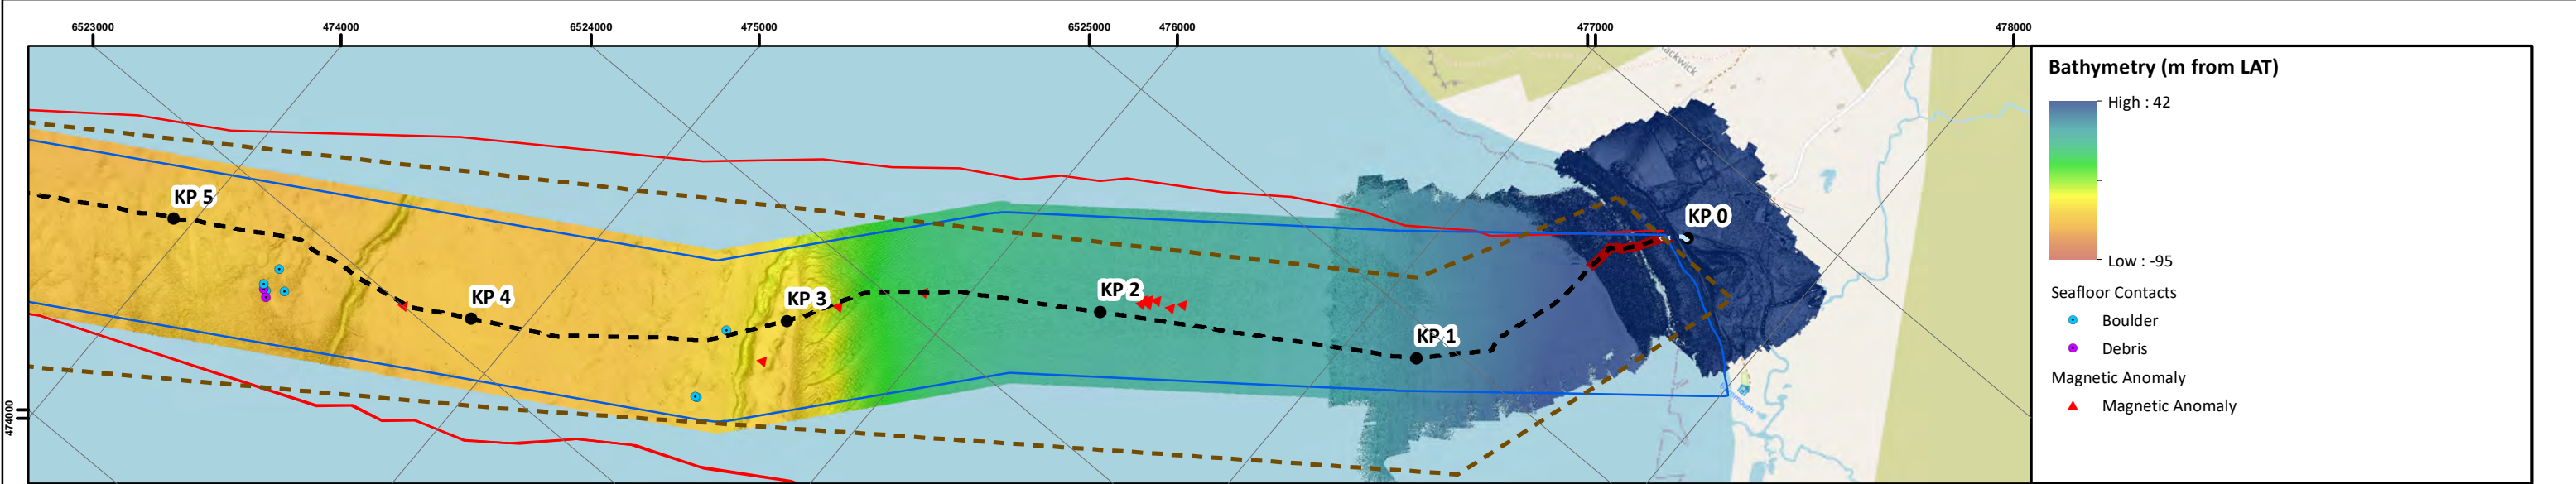 6523000
474000
6524000
475000
6525000
476000
477000
478000
474000
KP 5
KP 4
KP 3
KP 2
KP 1
KP 0
Bathymetry (m from LAT)
High : 42
Low : -95
Seafloor Contacts
Boulder
Debris
Magnetic Anomaly
Magnetic Anomaly